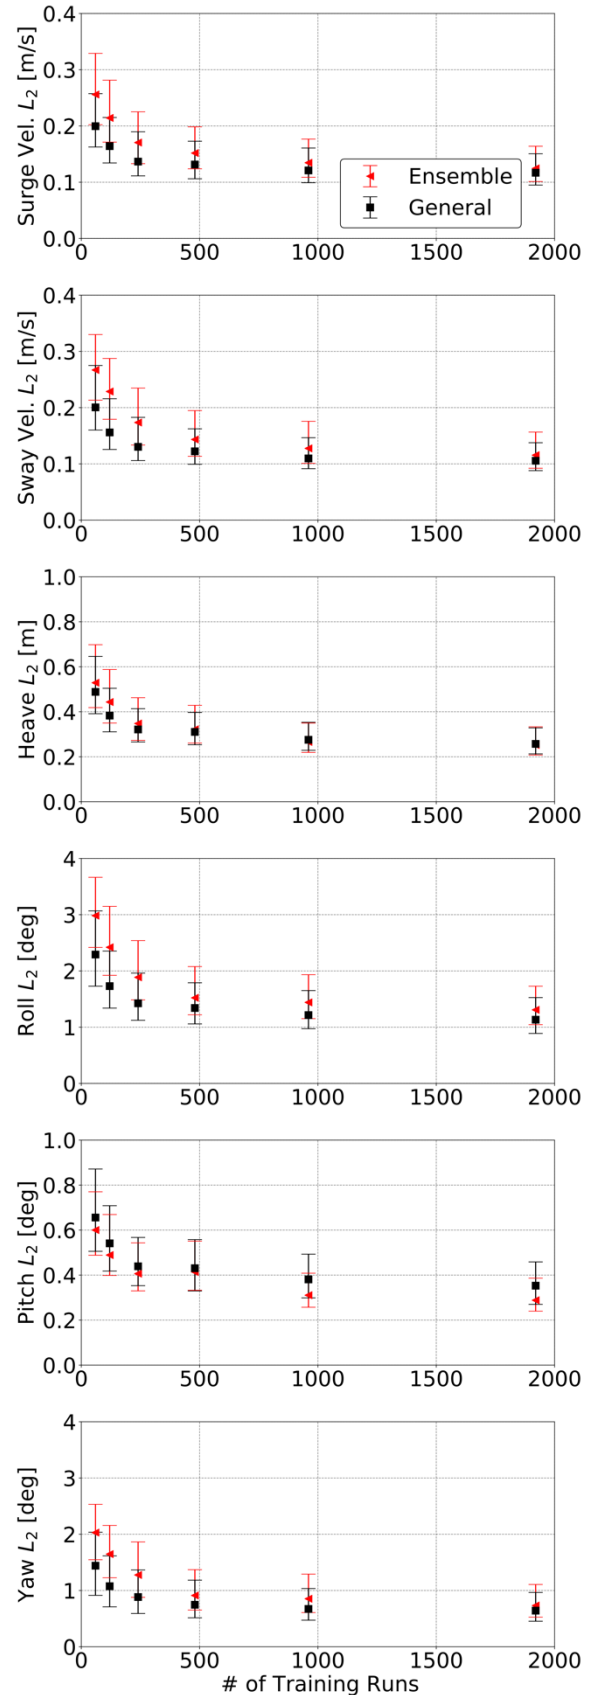 0.4
0.3
0.2
0.1
0.0
Surge Vel. L₂ [m/s]
Ensemble
General
0 500 1000 1500 2000
0.4
0.3
0.2
0.1
0.0
Sway Vel. L₂ [m/s]
0 500 1000 1500 2000
1.0
0.8
0.6
0.4
0.2
0.0
Heave L₂ [m]
0 500 1000 1500 2000
4
3
2
1
0
Roll L₂ [deg]
0 500 1000 1500 2000
1.0
0.8
0.6
0.4
0.2
0.0
Pitch L₂ [deg]
0 500 1000 1500 2000
4
3
2
1
0
Yaw L₂ [deg]
0 500 1000 1500 2000
# of Training Runs